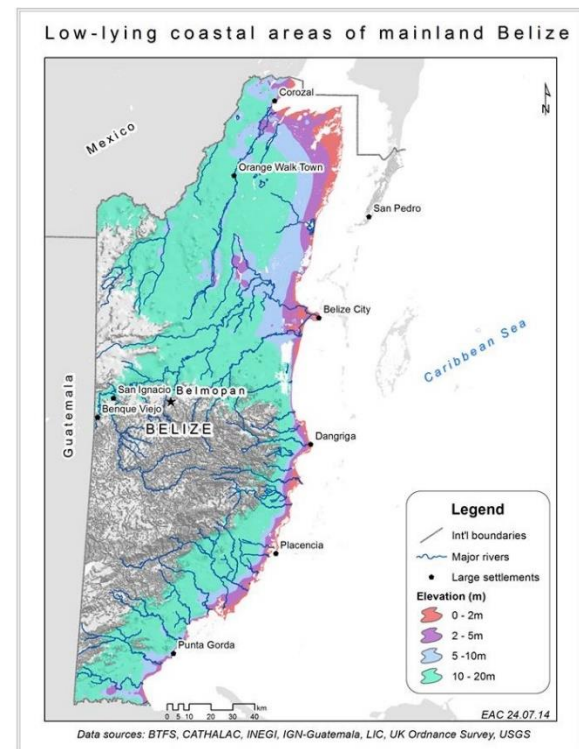 Low-lying coastal areas of mainland Belize
Corozal
N
Mexico
Orange Walk Town
San Pedro
Belize City
Caribbean Sea
San Ignacio
Belmopan
Benque Viejo
BELIZE
Guatemala
Dangriga
Legend
Int'l boundaries
Major rivers
Large settlements
Elevation (m)
0 - 2m
2 - 5m
5 -10m
10 - 20m
Placencia
Punta Gorda
km
0 5 10 20 30 40
EAC 24.07.14
Data sources: BTFS, CATHALAC, INEGI, IGN-Guatemala, LIC, UK Ordnance Survey, USGS